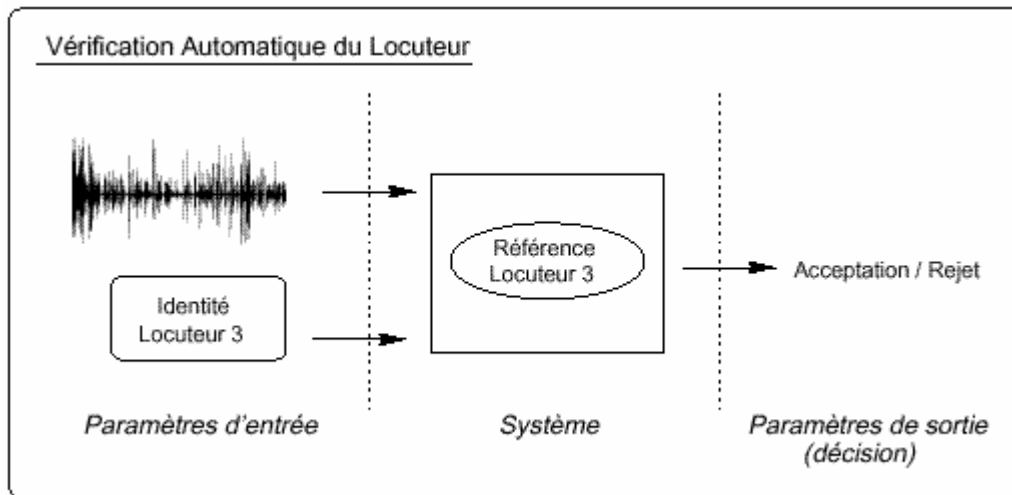 Vérification Automatique du Locuteur
Identité
Locuteur 3
Référence
Locuteur 3
Acceptation / Rejet
Paramètres d'entrée
Système
Paramètres de sortie
(décision)